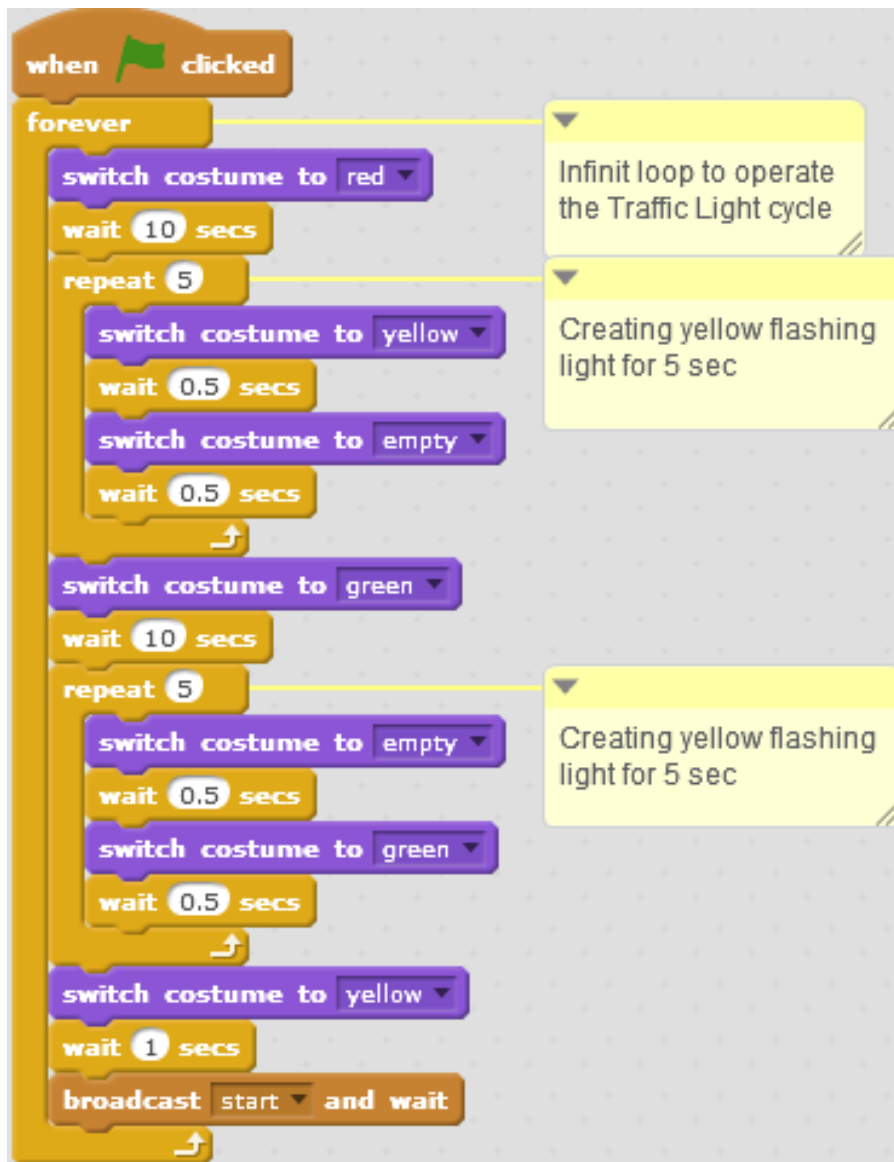 when clicked
forever
switch costume to red
wait 10 secs
repeat 5
switch costume to yellow
wait 0.5 secs
switch costume to empty
wait 0.5 secs
switch costume to green
wait 10 secs
repeat 5
switch costume to empty
wait 0.5 secs
switch costume to green
wait 0.5 secs
switch costume to yellow
wait 1 secs
broadcast start and wait
Infinit loop to operate
the Traffic Light cycle
Creating yellow flashing
light for 5 sec
Creating yellow flashing
light for 5 sec